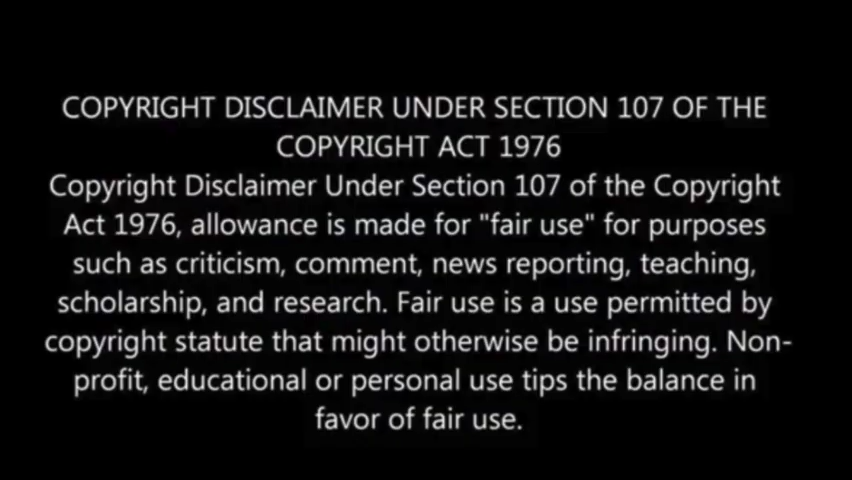 COPYRIGHT DISCLAIMER UNDER SECTION 107 OF THE
COPYRIGHT ACT 1976
Copyright Disclaimer Under Section 107 of the Copyright
Act 1976, allowance is made for "fair use" for purposes
such as criticism, comment, news reporting, teaching,
scholarship, and research. Fair use is a use permitted by
copyright statute that might otherwise be infringing. Non-
profit, educational or personal use tips the balance in
favor of fair use.